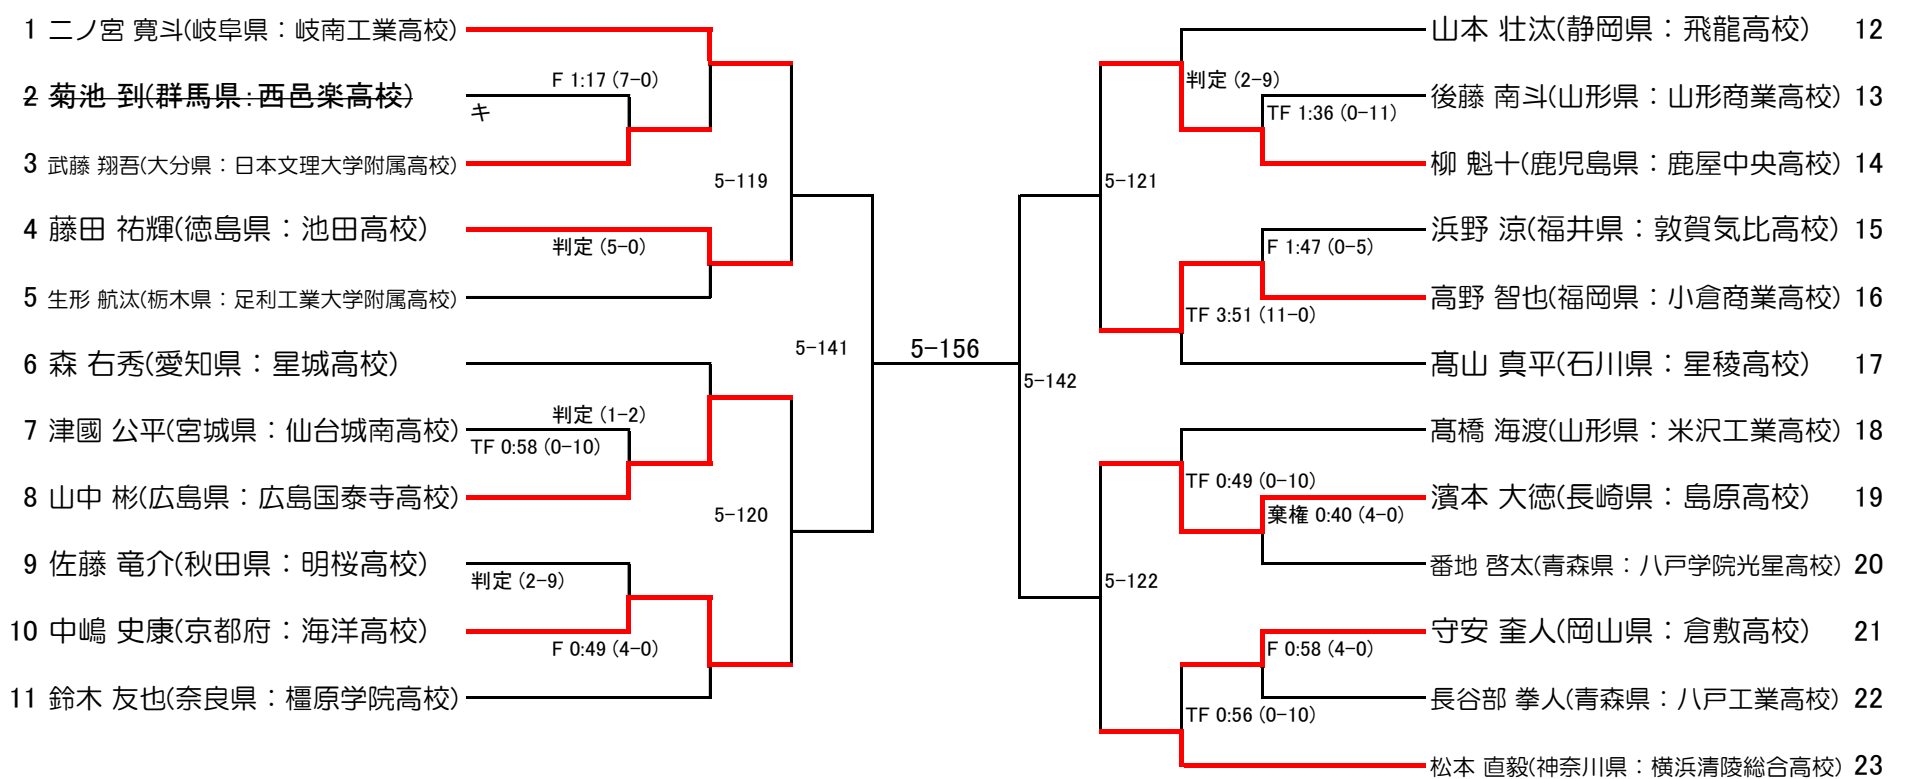 1 二ノ宮 寛斗(岐阜県：岐南工業高校)
F 1:17 (7-0)
2 菊池 到(群馬県：西邑楽高校)
キ
3 武藤 翔吾(大分県：日本文理大学附属高校)
5-119
4 藤田 祐輝(徳島県：池田高校)
判定 (5-0)
5 生形 航汰(栃木県：足利工業大学附属高校)
5-141
6 森 右秀(愛知県：星城高校)
判定 (1-2)
7 津國 公平(宮城県：仙台城南高校)
TF 0:58 (0-10)
8 山中 彬(広島県：広島国泰寺高校)
5-120
9 佐藤 竜介(秋田県：明桜高校)
判定 (2-9)
10 中嶋 史康(京都府：海洋高校)
F 0:49 (4-0)
11 鈴木 友也(奈良県：橿原学院高校)
5-156
山本 壮汰(静岡県：飛龍高校) 12
判定 (2-9)
後藤 南斗(山形県：山形商業高校) 13
TF 1:36 (0-11)
柳 魁十(鹿児島県：鹿屋中央高校) 14
5-121
浜野 涼(福井県：敦賀気比高校) 15
F 1:47 (0-5)
高野 智也(福岡県：小倉商業高校) 16
TF 3:51 (11-0)
髙山 真平(石川県：星稜高校) 17
5-142
髙橋 海渡(山形県：米沢工業高校) 18
TF 0:49 (0-10)
濱本 大徳(長崎県：島原高校) 19
棄権 0:40 (4-0)
番地 啓太(青森県：八戸学院光星高校) 20
5-122
守安 奎人(岡山県：倉敷高校) 21
F 0:58 (4-0)
長谷部 拳人(青森県：八戸工業高校) 22
TF 0:56 (0-10)
松本 直毅(神奈川県：横浜清陵総合高校) 23